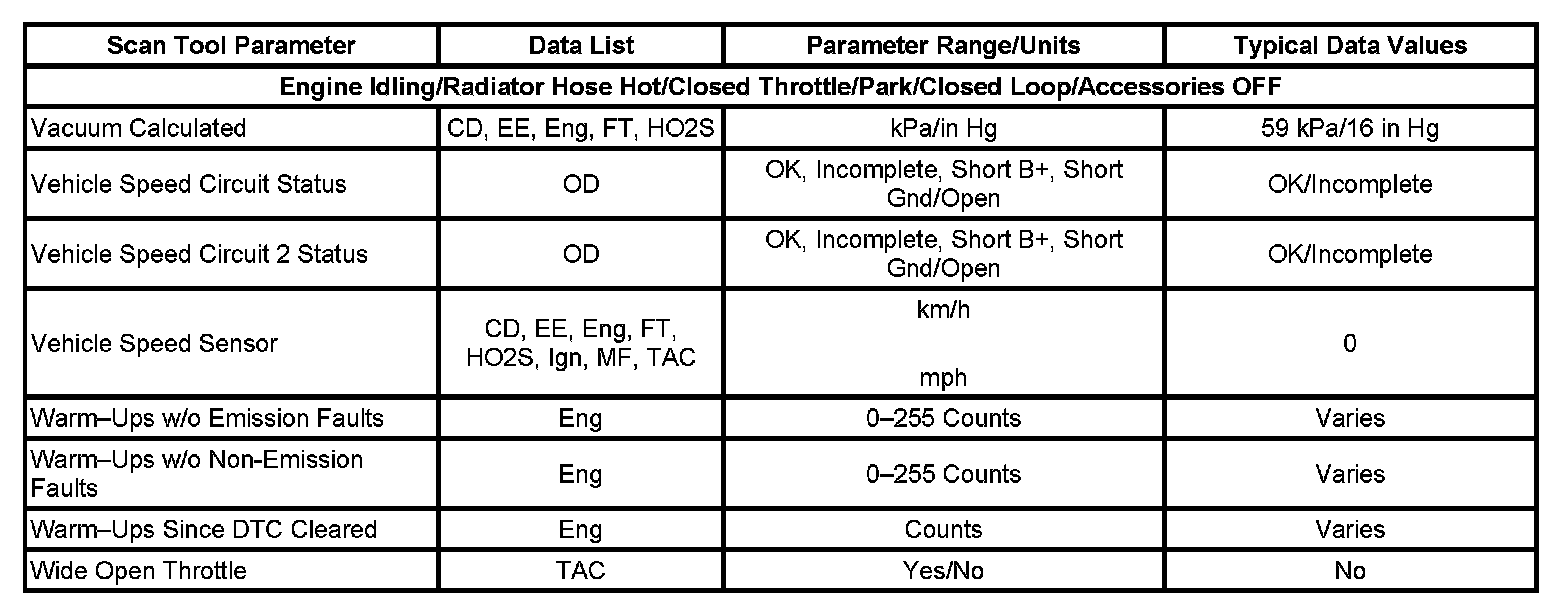 Scan Tool Parameter Data List Parameter Range/Units Typical Data Values
Engine Idling/Radiator Hose Hot/Closed Throttle/Park/Closed Loop/Accessories OFF
Vacuum Calculated CD, EE, Eng, FT, HO2S kPa/in Hg 59 kPa/16 in Hg
Vehicle Speed Circuit Status OD OK, Incomplete, Short B+, Short
Gnd/Open OK/Incomplete
Vehicle Speed Circuit 2 Status OD OK, Incomplete, Short B+, Short
Gnd/Open OK/Incomplete
Vehicle Speed Sensor CD, EE, Eng, FT,
HO2S, Ign, MF, TAC km/h
mph 0
Warm–Ups w/o Emission Faults Eng 0–255 Counts Varies
Warm–Ups w/o Non-Emission
Faults Eng 0–255 Counts Varies
Warm–Ups Since DTC Cleared Eng Counts Varies
Wide Open Throttle TAC Yes/No No